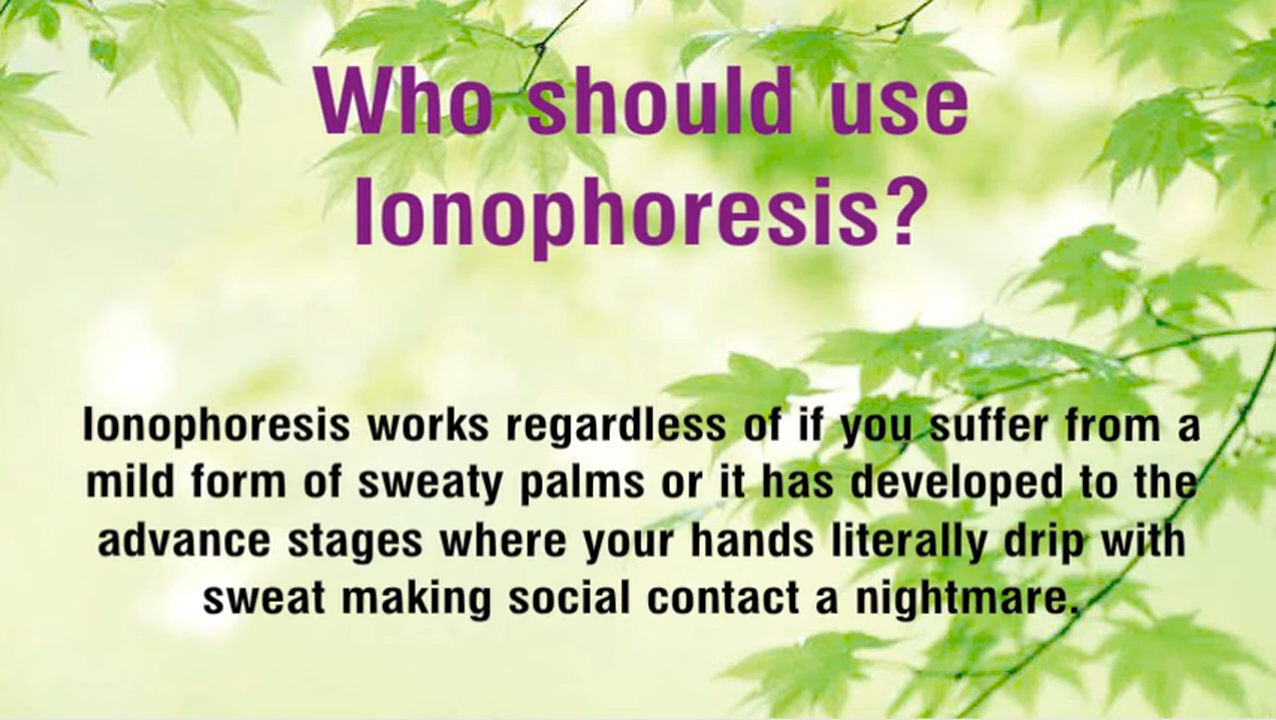 Who should use
Ionophoresis?
Ionophoresis works regardless of if you suffer from a
mild form of sweaty palms or it has developed to the
advance stages where your hands literally drip with
sweat making social contact a nightmare.